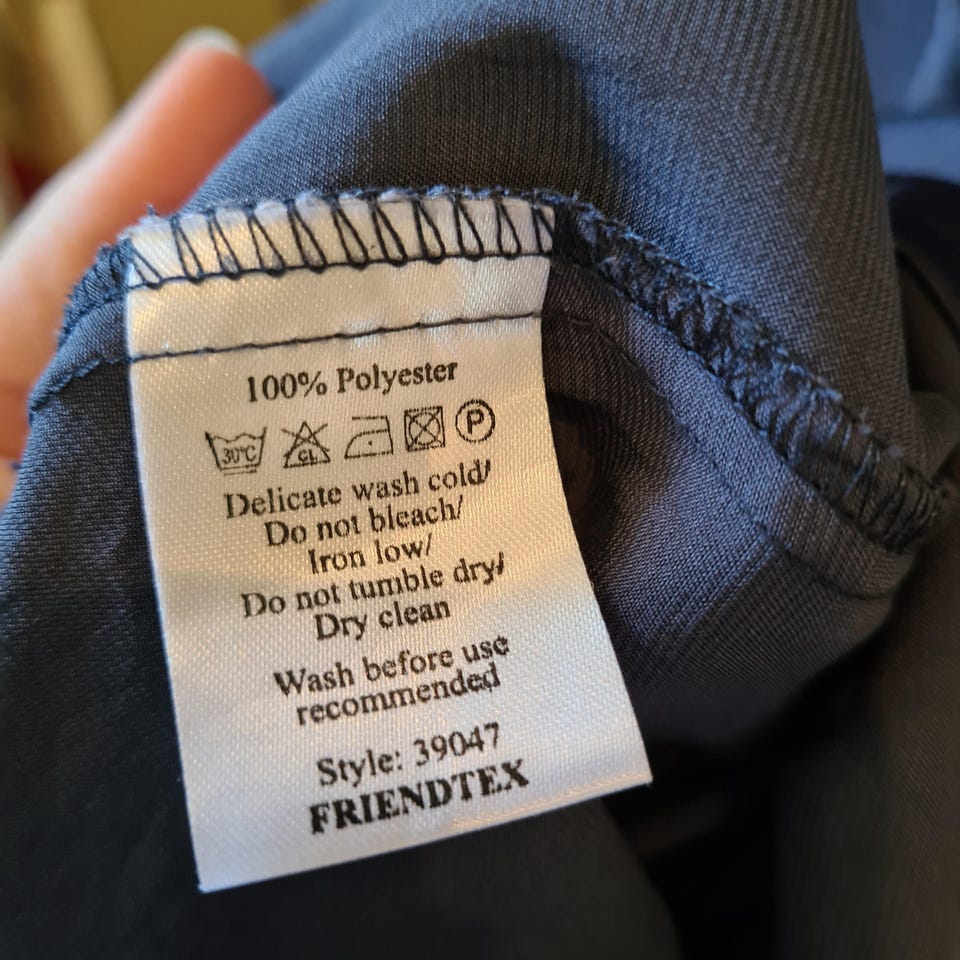 100% Polyester
30°C CL P
Delicate wash cold/
Do not bleach/
Iron low/
Do not tumble dry/
Dry clean
Wash before use
recommended
Style: 39047
FRIENDTEX